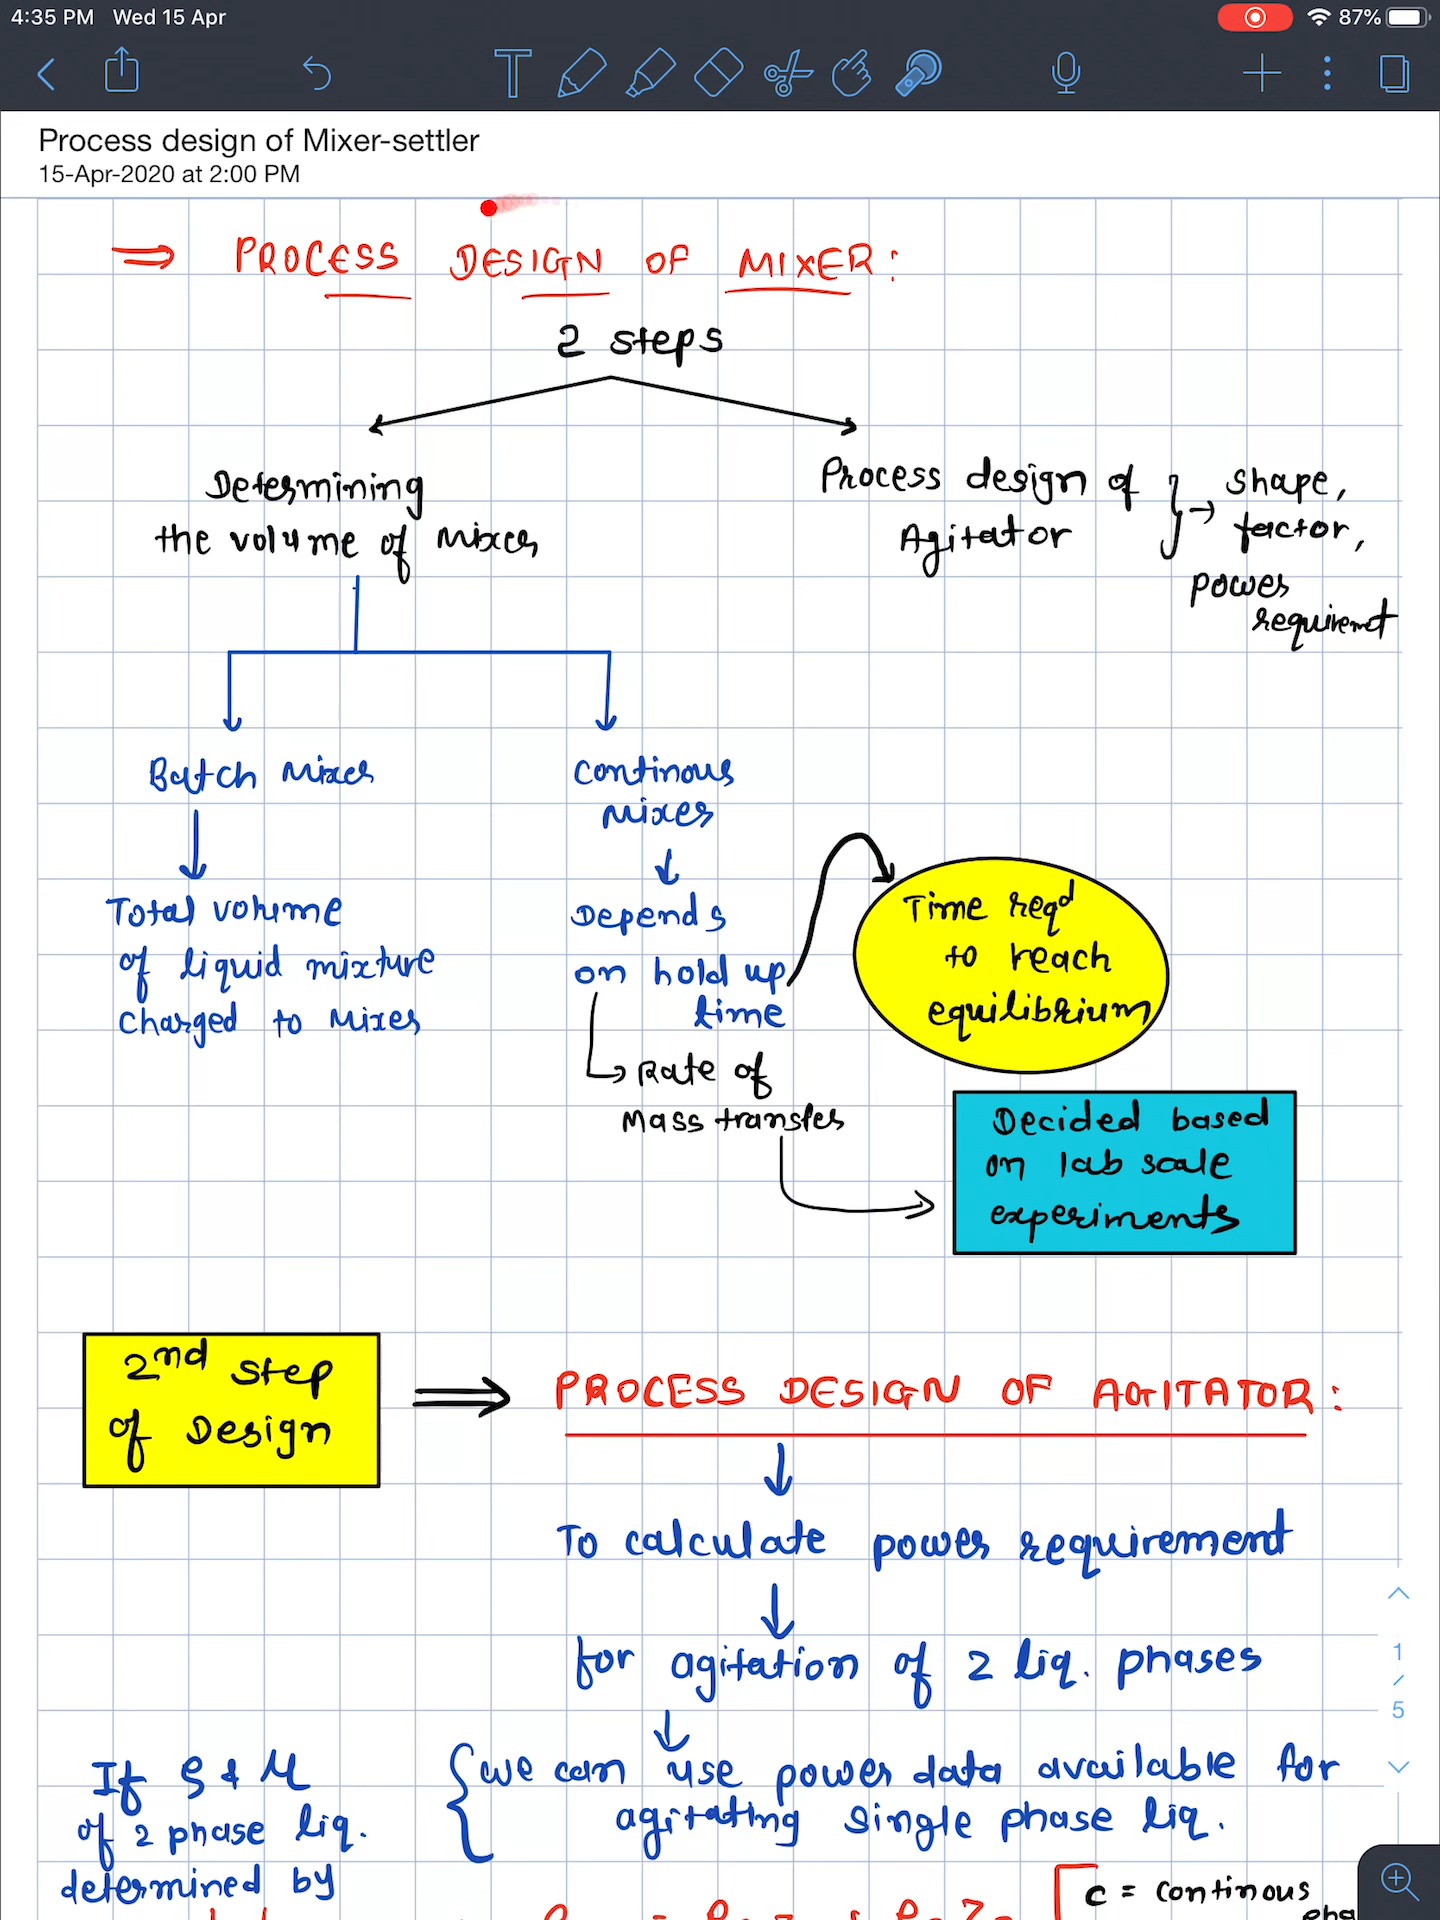 4:35 PM Wed 15 Apr
87%
Process design of Mixer-settler
15-Apr-2020 at 2:00 PM
⇒ PROCESS DESIGN OF MIXER:
2 steps
Determining
the volume of Mixer
Process design of
Agitator
} → shape,
factor,
power
requiremet
Batch Mixer
Continous
Mixer
Total volume
of liquid mixture
charged to Mixer
Depends
on hold up
time
Time reqd
to reach
equilibrium
→ Rate of
Mass transfer
Decided based
on lab scale
experiments
2nd step
of Design
⇒ PROCESS DESIGN OF AGITATOR:
To calculate power requirement
for agitation of 2 liq. phases
If ρ & μ
of 2 phase liq.
determined by
{ we can use power data available for
agitating single phase liq.
c = continous
1
/
5